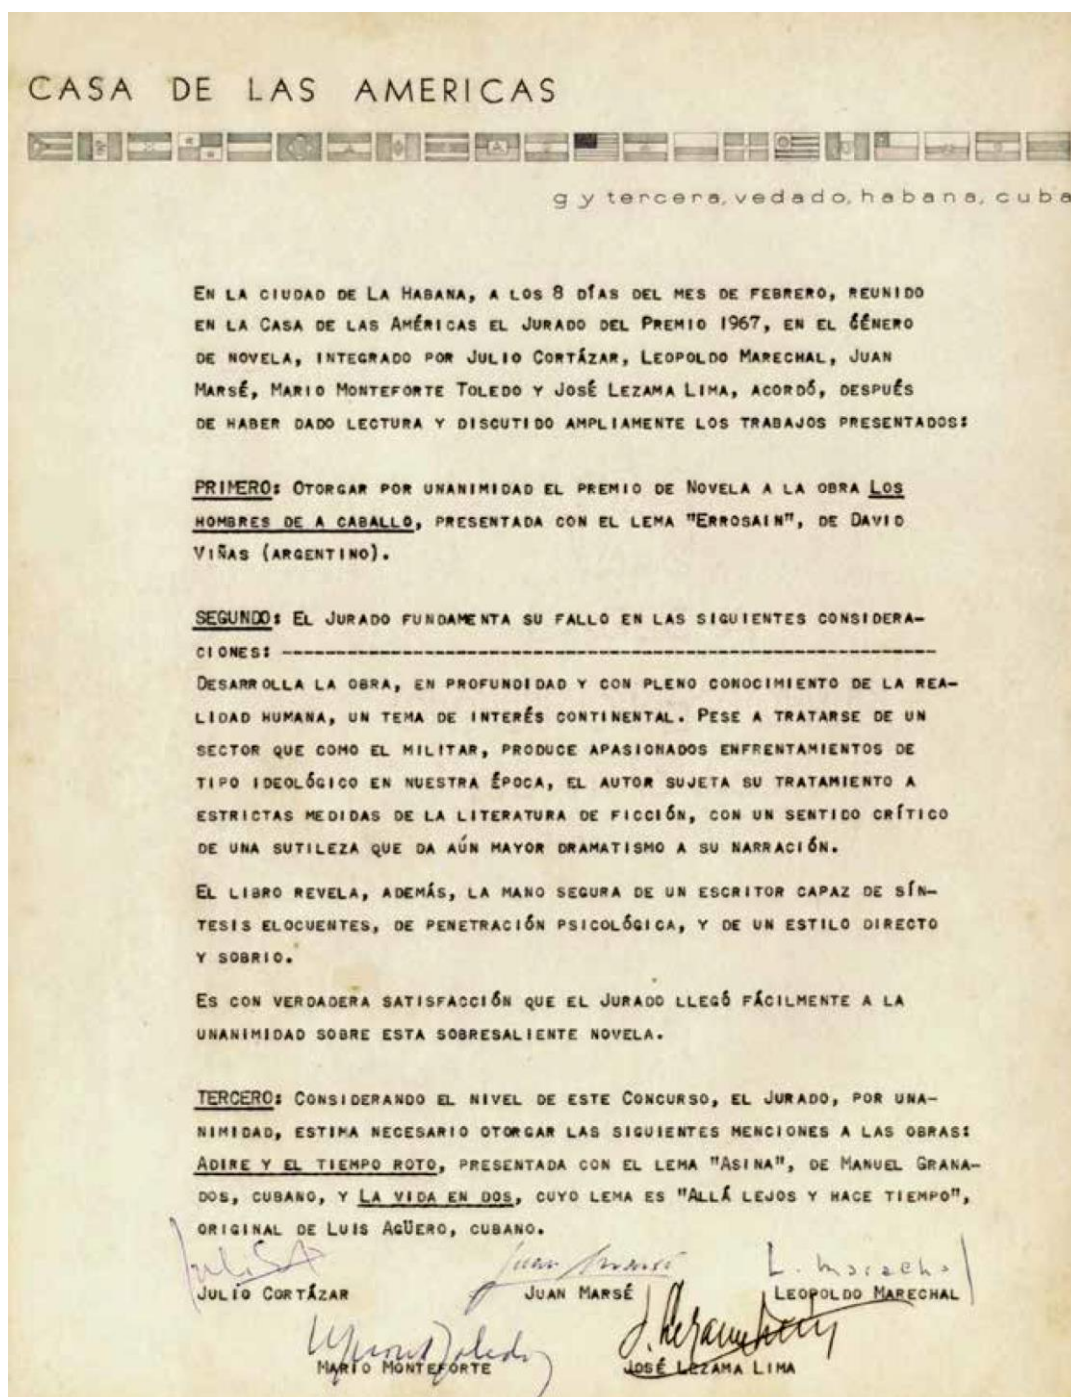 CASA DE LAS AMERICAS
g y tercera, vedado, habana, cuba
EN LA CIUDAD DE LA HABANA, A LOS 8 DÍAS DEL MES DE FEBRERO, REUNIDO
EN LA CASA DE LAS AMÉRICAS EL JURADO DEL PREMIO 1967, EN EL GÉNERO
DE NOVELA, INTEGRADO POR JULIO CORTÁZAR, LEOPOLDO MARECHAL, JUAN
MARSÉ, MARIO MONTEFORTE TOLEDO Y JOSÉ LEZAMA LIMA, ACORDÓ, DESPUÉS
DE HABER DADO LECTURA Y DISCUTIDO AMPLIAMENTE LOS TRABAJOS PRESENTADOS:
PRIMERO: OTORGAR POR UNANIMIDAD EL PREMIO DE NOVELA A LA OBRA LOS
HOMBRES DE A CABALLO, PRESENTADA CON EL LEMA "ERROSAIN", DE DAVID
VIÑAS (ARGENTINO).
SEGUNDO: EL JURADO FUNDAMENTA SU FALLO EN LAS SIGUIENTES CONSIDERA-
CIONES: ------------------------------------------------------------
DESARROLLA LA OBRA, EN PROFUNDIDAD Y CON PLENO CONOCIMIENTO DE LA REA-
LIDAD HUMANA, UN TEMA DE INTERÉS CONTINENTAL. PESE A TRATARSE DE UN
SECTOR QUE COMO EL MILITAR, PRODUCE APASIONADOS ENFRENTAMIENTOS DE
TIPO IDEOLÓGICO EN NUESTRA ÉPOCA, EL AUTOR SUJETA SU TRATAMIENTO A
ESTRICTAS MEDIDAS DE LA LITERATURA DE FICCIÓN, CON UN SENTIDO CRÍTICO
DE UNA SUTILEZA QUE DA AÚN MAYOR DRAMATISMO A SU NARRACIÓN.
EL LIBRO REVELA, ADEMÁS, LA MANO SEGURA DE UN ESCRITOR CAPAZ DE SÍN-
TESIS ELOCUENTES, DE PENETRACIÓN PSICOLÓGICA, Y DE UN ESTILO DIRECTO
Y SOBRIO.
ES CON VERDADERA SATISFACCIÓN QUE EL JURADO LLEGÓ FÁCILMENTE A LA
UNANIMIDAD SOBRE ESTA SOBRESALIENTE NOVELA.
TERCERO: CONSIDERANDO EL NIVEL DE ESTE CONCURSO, EL JURADO, POR UNA-
NIMIDAD, ESTIMA NECESARIO OTORGAR LAS SIGUIENTES MENCIONES A LAS OBRAS:
ADIRE Y EL TIEMPO ROTO, PRESENTADA CON EL LEMA "ASINA", DE MANUEL GRANA-
DOS, CUBANO, Y LA VIDA EN DOS, CUYO LEMA ES "ALLÁ LEJOS Y HACE TIEMPO",
ORIGINAL DE LUIS AGÜERO, CUBANO.
Juan Marsé L. Marechal
JULIO CORTÁZAR JUAN MARSÉ LEOPOLDO MARECHAL
J. Lezama Lima
MARIO MONTEFORTE JOSÉ LEZAMA LIMA